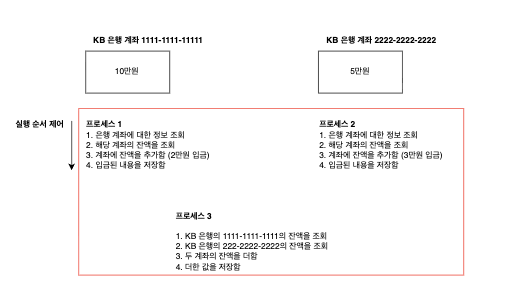 KB 은행 계좌 1111-1111-11111
KB 은행 계좌 2222-2222-2222
10만원
5만원
실행 순서 제어
프로세스 1
1. 은행 계좌에 대한 정보 조회
2. 해당 계좌의 잔액을 조회
3. 계좌에 잔액을 추가함 (2만원 입금)
4. 입금된 내용을 저장함
프로세스 2
1. 은행 계좌에 대한 정보 조회
2. 해당 계좌의 잔액을 조회
3. 계좌에 잔액을 추가함 (3만원 입금)
4. 입금된 내용을 저장함
프로세스 3
1. KB 은행의 1111-1111-1111의 잔액을 조회
2. KB 은행의 222-2222-2222의 잔액을 조회
3. 두 계좌의 잔액을 더함
4. 더한 값을 저장함